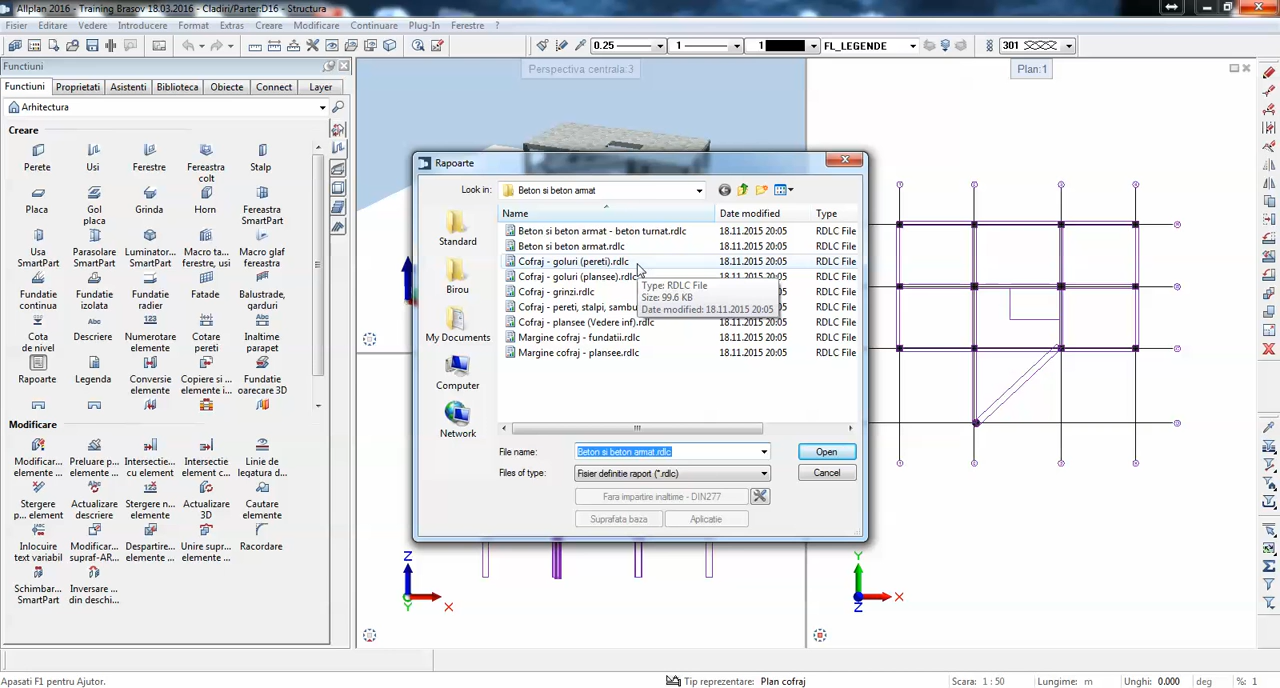 Allplan 2016 - Training Brasov 18.03.2016 - Cladiri/Parter:D16 - Structura
Fisier Editare Vedere Introducere Format Extras Creare Modificare Continuare Plug-In Ferestre ?
0.25 1 1 FL_LEGENDE 301
Functiuni
Functiuni Proprietati Asistenti Biblioteca Obiecte Connect Layer
Arhitectura
Creare
Perete Usi Ferestre Fereastra colt Stalp
Placa Gol placa Grinda Horn Fereastra SmartPart
Usa SmartPart Parasolare SmartPart Luminator... SmartPart Macro ta... ferestre, usi Macro glaf ferestre
Fundatie continua Fundatie izolata Fundatie radier Fatade Balustrade, garduri
Cota de nivel Descriere Numerotare elemente Cotare pereti Inaltime parapet
Rapoarte Legenda Conversie elemente Copiere si ... elemente i... Fundatie oarecare 3D
Modificare
Modificar... elemente ... Preluare p... element ... Intersectie cu element Intersectie elemente Linie de legatura d...
Stergere p... element Actualizare descriere Stergere n... elemente Actualizare 3D Cautare elemente
Inlocuire text variabil Modificar... supraf-AR... Despartire... elemente ... Unire supr... elemente ... Racordare
Schimbar... SmartPart Inversare ... din deschi...
Perspectiva centrala:3
Plan:1
Rapoarte
Look in: Beton si beton armat
Name Date modified Type
Beton si beton armat - beton turnat.rdlc 18.11.2015 20:05 RDLC File
Beton si beton armat.rdlc 18.11.2015 20:05 RDLC File
Cofraj - goluri (pereti).rdlc 18.11.2015 20:05 RDLC File
Cofraj - goluri (plansee).rdlc 18.11.2015 20:05 RDLC File
Cofraj - grinzi.rdlc RDLC File
Cofraj - pereti, stalpi, sambu RDLC File
Cofraj - plansee (Vedere inf).rdlc 18.11.2015 20:05 RDLC File
Margine cofraj - fundatii.rdlc 18.11.2015 20:05 RDLC File
Margine cofraj - plansee.rdlc 18.11.2015 20:05 RDLC File
Type: RDLC File
Size: 99.6 KB
Date modified: 18.11.2015 20:05
Standard
Birou
My Documents
Computer
Network
File name: Beton si beton armat.rdlc Open
Files of type: Fisier definitie raport (*.rdlc) Cancel
Fara impartire inaltime - DIN277
Suprafata baza Aplicatie
Z
Y
X
Y
X
Z
Apasati F1 pentru Ajutor. Tip reprezentare: Plan cofraj Scara: 1 : 50 Lungime: m Unghi: 0.000 deg %: 1